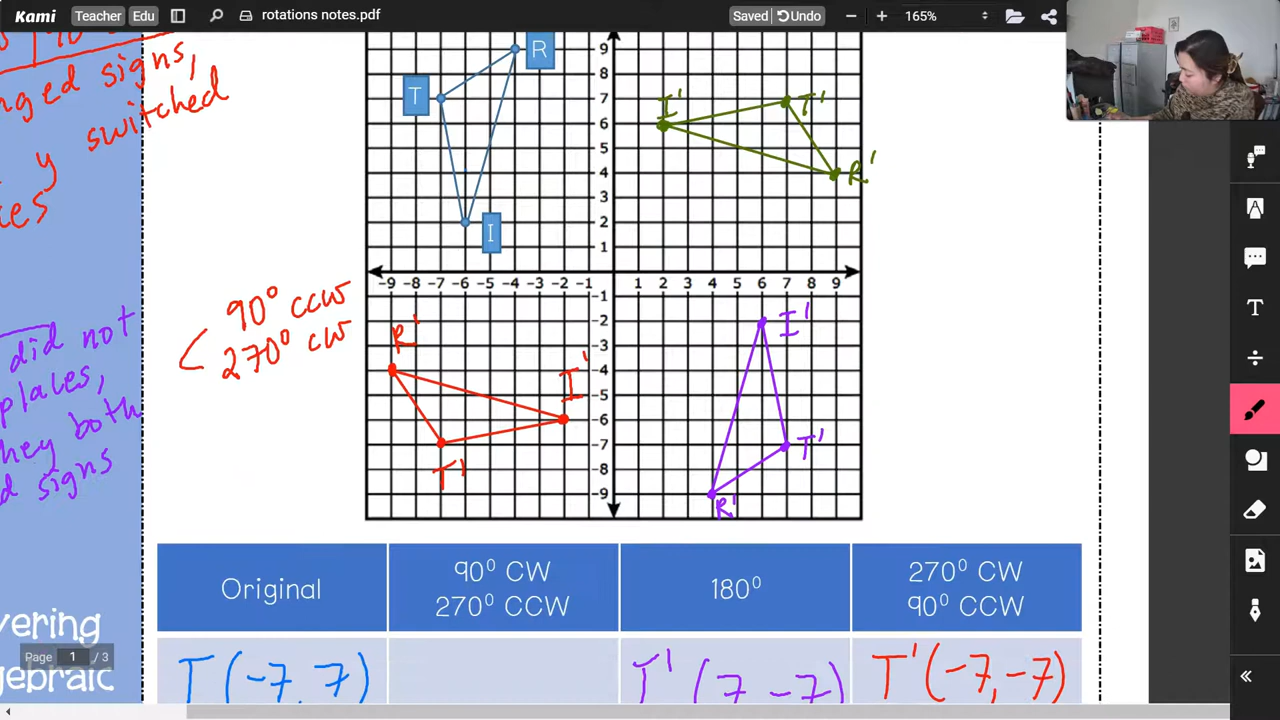 Kami Teacher Edu rotations notes.pdf Saved Undo 165%
nged signs,
switched
y
90° ccw
270° cw
did not
places,
they both
signs
vering
gebraic
Page 1 / 3
R
T
I
9
8
7
6
5
4
3
2
1
-9 -8 -7 -6 -5 -4 -3 -2 -1 1 2 3 4 5 6 7 8 9
-1
-2
-3
-4
-5
-6
-7
-8
-9
I' T'
R'
R'
I'
T'
I'
T'
R'
Original 90° CW 180° 270° CW
270° CCW 90° CCW
T(-7, 7) T'(7 -7) T'(-7,-7)